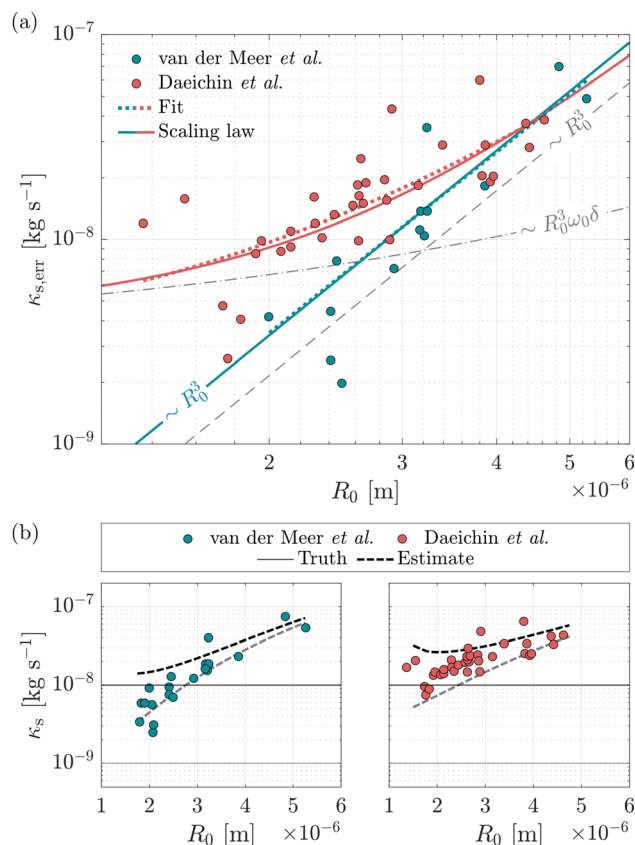 (a)
10^-7
van der Meer et al.
Daeichin et al.
Fit
Scaling law
~ R_0^3
~ R_0^3 ω_0 δ
~ R_0^3
10^-8
10^-9
κ_s,err [kg s^-1]
2 3 4 5 6
R_0 [m] ×10^-6
(b)
van der Meer et al. Daeichin et al.
Truth Estimate
10^-7
10^-8
10^-9
κ_s [kg s^-1]
1 2 3 4 5 6 1 2 3 4 5 6
R_0 [m] ×10^-6 R_0 [m] ×10^-6